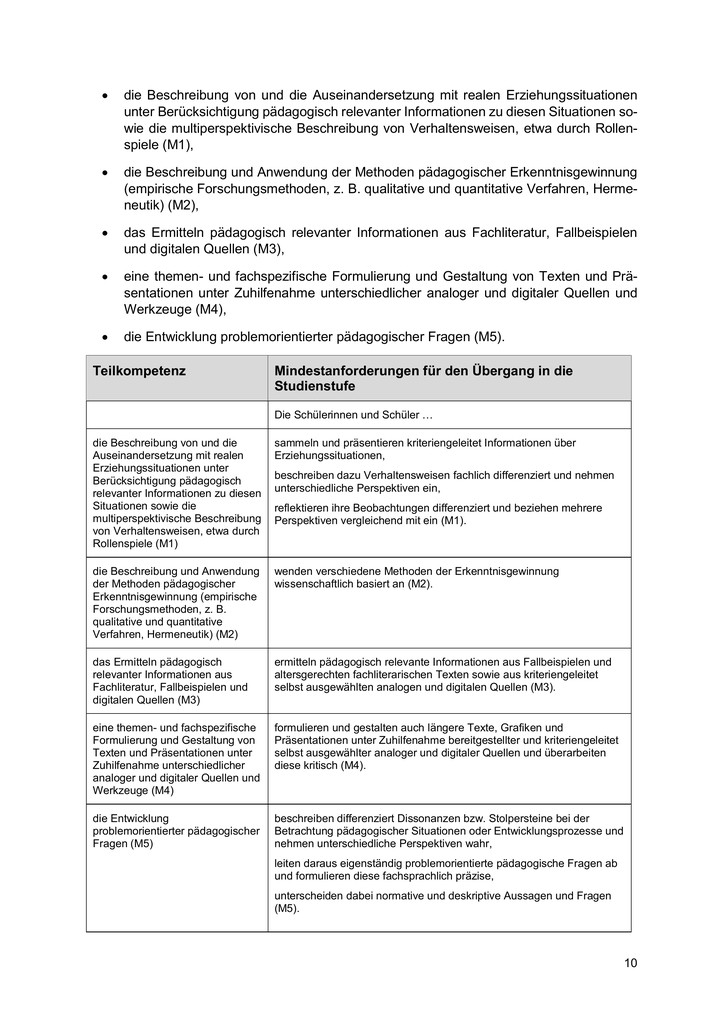 • die Beschreibung von und die Auseinandersetzung mit realen Erziehungssituationen
unter Berücksichtigung pädagogisch relevanter Informationen zu diesen Situationen so-
wie die multiperspektivische Beschreibung von Verhaltensweisen, etwa durch Rollen-
spiele (M1),
• die Beschreibung und Anwendung der Methoden pädagogischer Erkenntnisgewinnung
(empirische Forschungsmethoden, z. B. qualitative und quantitative Verfahren, Herme-
neutik) (M2),
• das Ermitteln pädagogisch relevanter Informationen aus Fachliteratur, Fallbeispielen
und digitalen Quellen (M3),
• eine themen- und fachspezifische Formulierung und Gestaltung von Texten und Prä-
sentationen unter Zuhilfenahme unterschiedlicher analoger und digitaler Quellen und
Werkzeuge (M4),
• die Entwicklung problemorientierter pädagogischer Fragen (M5).
Teilkompetenz
Mindestanforderungen für den Übergang in die
Studienstufe
Die Schülerinnen und Schüler …
die Beschreibung von und die
Auseinandersetzung mit realen
Erziehungssituationen unter
Berücksichtigung pädagogisch
relevanter Informationen zu diesen
Situationen sowie die
multiperspektivische Beschreibung
von Verhaltensweisen, etwa durch
Rollenspiele (M1)
sammeln und präsentieren kriteriengeleitet Informationen über
Erziehungssituationen,
beschreiben dazu Verhaltensweisen fachlich differenziert und nehmen
unterschiedliche Perspektiven ein,
reflektieren ihre Beobachtungen differenziert und beziehen mehrere
Perspektiven vergleichend mit ein (M1).
die Beschreibung und Anwendung
der Methoden pädagogischer
Erkenntnisgewinnung (empirische
Forschungsmethoden, z. B.
qualitative und quantitative
Verfahren, Hermeneutik) (M2)
wenden verschiedene Methoden der Erkenntnisgewinnung
wissenschaftlich basiert an (M2).
das Ermitteln pädagogisch
relevanter Informationen aus
Fachliteratur, Fallbeispielen und
digitalen Quellen (M3)
ermitteln pädagogisch relevante Informationen aus Fallbeispielen und
altersgerechten fachliterarischen Texten sowie aus kriteriengeleitet
selbst ausgewählten analogen und digitalen Quellen (M3).
eine themen- und fachspezifische
Formulierung und Gestaltung von
Texten und Präsentationen unter
Zuhilfenahme unterschiedlicher
analoger und digitaler Quellen und
Werkzeuge (M4)
formulieren und gestalten auch längere Texte, Grafiken und
Präsentationen unter Zuhilfenahme bereitgestellter und kriteriengeleitet
selbst ausgewählter analoger und digitaler Quellen und überarbeiten
diese kritisch (M4).
die Entwicklung
problemorientierter pädagogischer
Fragen (M5)
beschreiben differenziert Dissonanzen bzw. Stolpersteine bei der
Betrachtung pädagogischer Situationen oder Entwicklungsprozesse und
nehmen unterschiedliche Perspektiven wahr,
leiten daraus eigenständig problemorientierte pädagogische Fragen ab
und formulieren diese fachsprachlich präzise,
unterscheiden dabei normative und deskriptive Aussagen und Fragen
(M5).
10